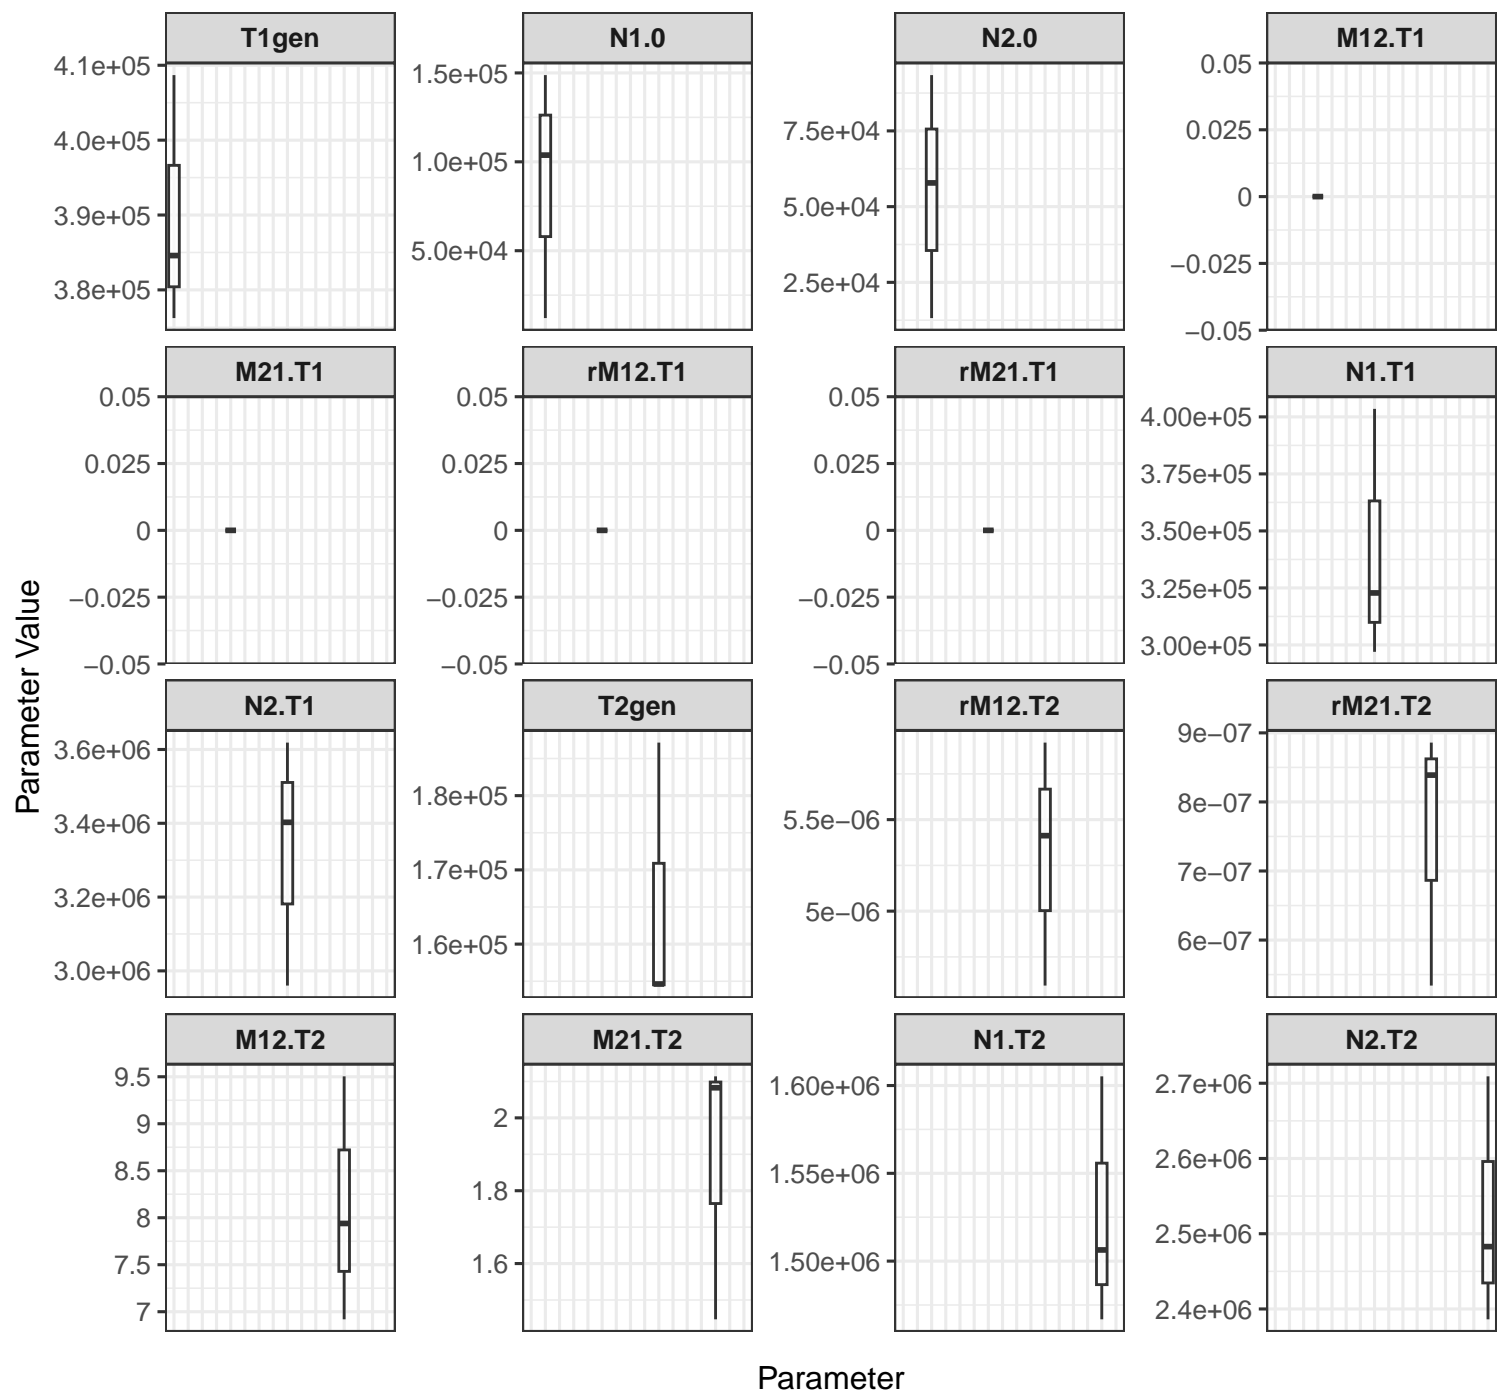 T1gen
N1.0
N2.0
M12.T1
4.1e+05
4.0e+05
3.9e+05
3.8e+05
1.5e+05
1.0e+05
5.0e+04
7.5e+04
5.0e+04
2.5e+04
0.05
0.025
0
−0.025
−0.05
M21.T1
rM12.T1
rM21.T1
N1.T1
0.05
0.025
0
−0.025
−0.05
0.05
0.025
0
−0.025
−0.05
0.05
0.025
0
−0.025
−0.05
4.00e+05
3.75e+05
3.50e+05
3.25e+05
3.00e+05
Parameter Value
N2.T1
T2gen
rM12.T2
rM21.T2
3.6e+06
3.4e+06
3.2e+06
3.0e+06
1.8e+05
1.7e+05
1.6e+05
5.5e−06
5e−06
9e−07
8e−07
7e−07
6e−07
M12.T2
M21.T2
N1.T2
N2.T2
9.5
9
8.5
8
7.5
7
2
1.8
1.6
1.60e+06
1.55e+06
1.50e+06
2.7e+06
2.6e+06
2.5e+06
2.4e+06
Parameter